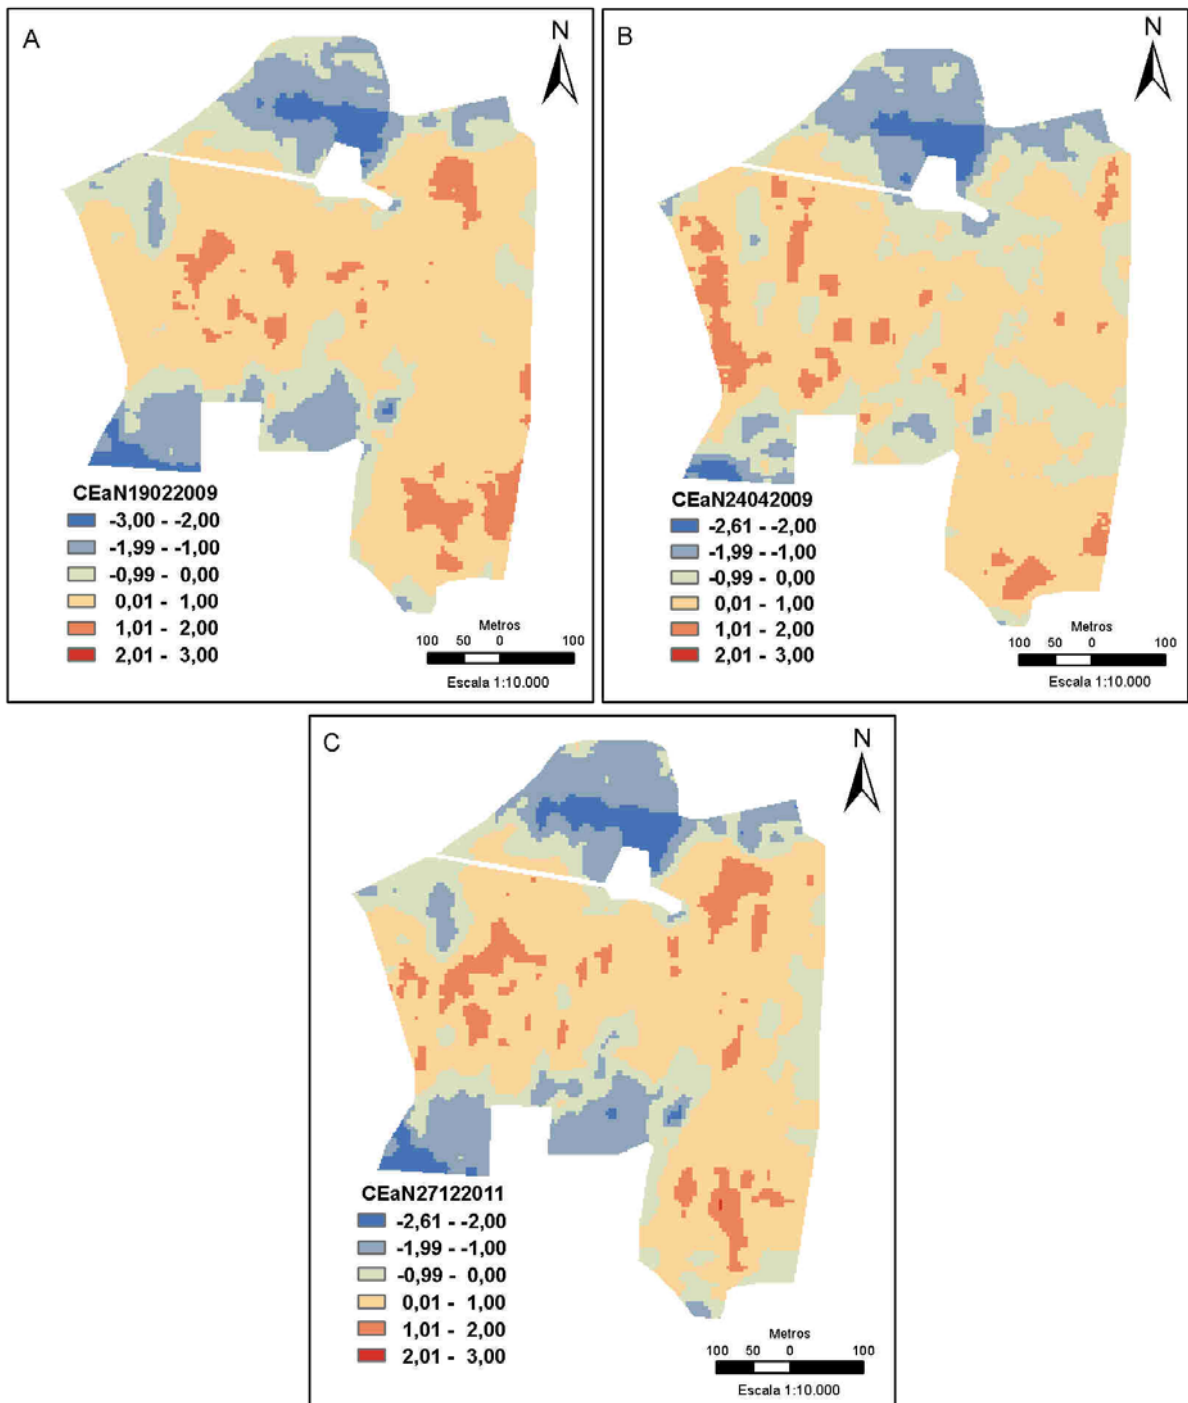 A
N
CEaN19022009
-3,00 - -2,00
-1,99 - -1,00
-0,99 - 0,00
0,01 - 1,00
1,01 - 2,00
2,01 - 3,00
Metros
100 50 0 100
Escala 1:10.000
B
N
CEaN24042009
-2,61 - -2,00
-1,99 - -1,00
-0,99 - 0,00
0,01 - 1,00
1,01 - 2,00
2,01 - 3,00
Metros
100 50 0 100
Escala 1:10.000
C
N
CEaN27122011
-2,61 - -2,00
-1,99 - -1,00
-0,99 - 0,00
0,01 - 1,00
1,01 - 2,00
2,01 - 3,00
Metros
100 50 0 100
Escala 1:10.000